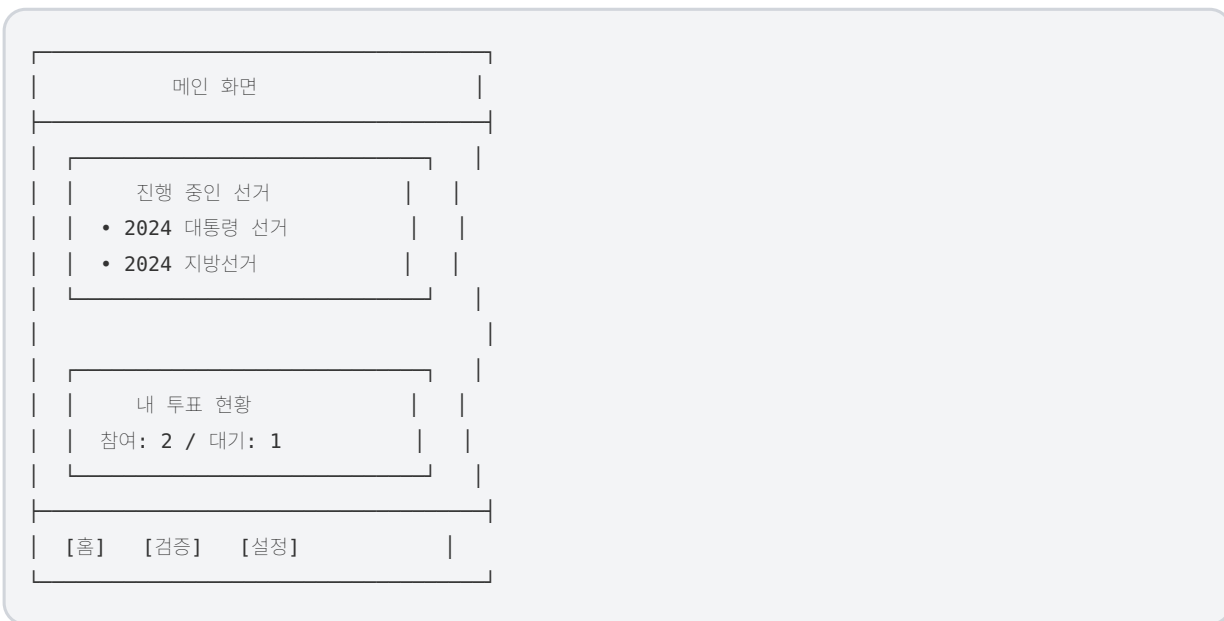 메인 화면
진행 중인 선거
• 2024 대통령 선거
• 2024 지방선거
내 투표 현황
참여: 2 / 대기: 1
[홈] [검증] [설정]